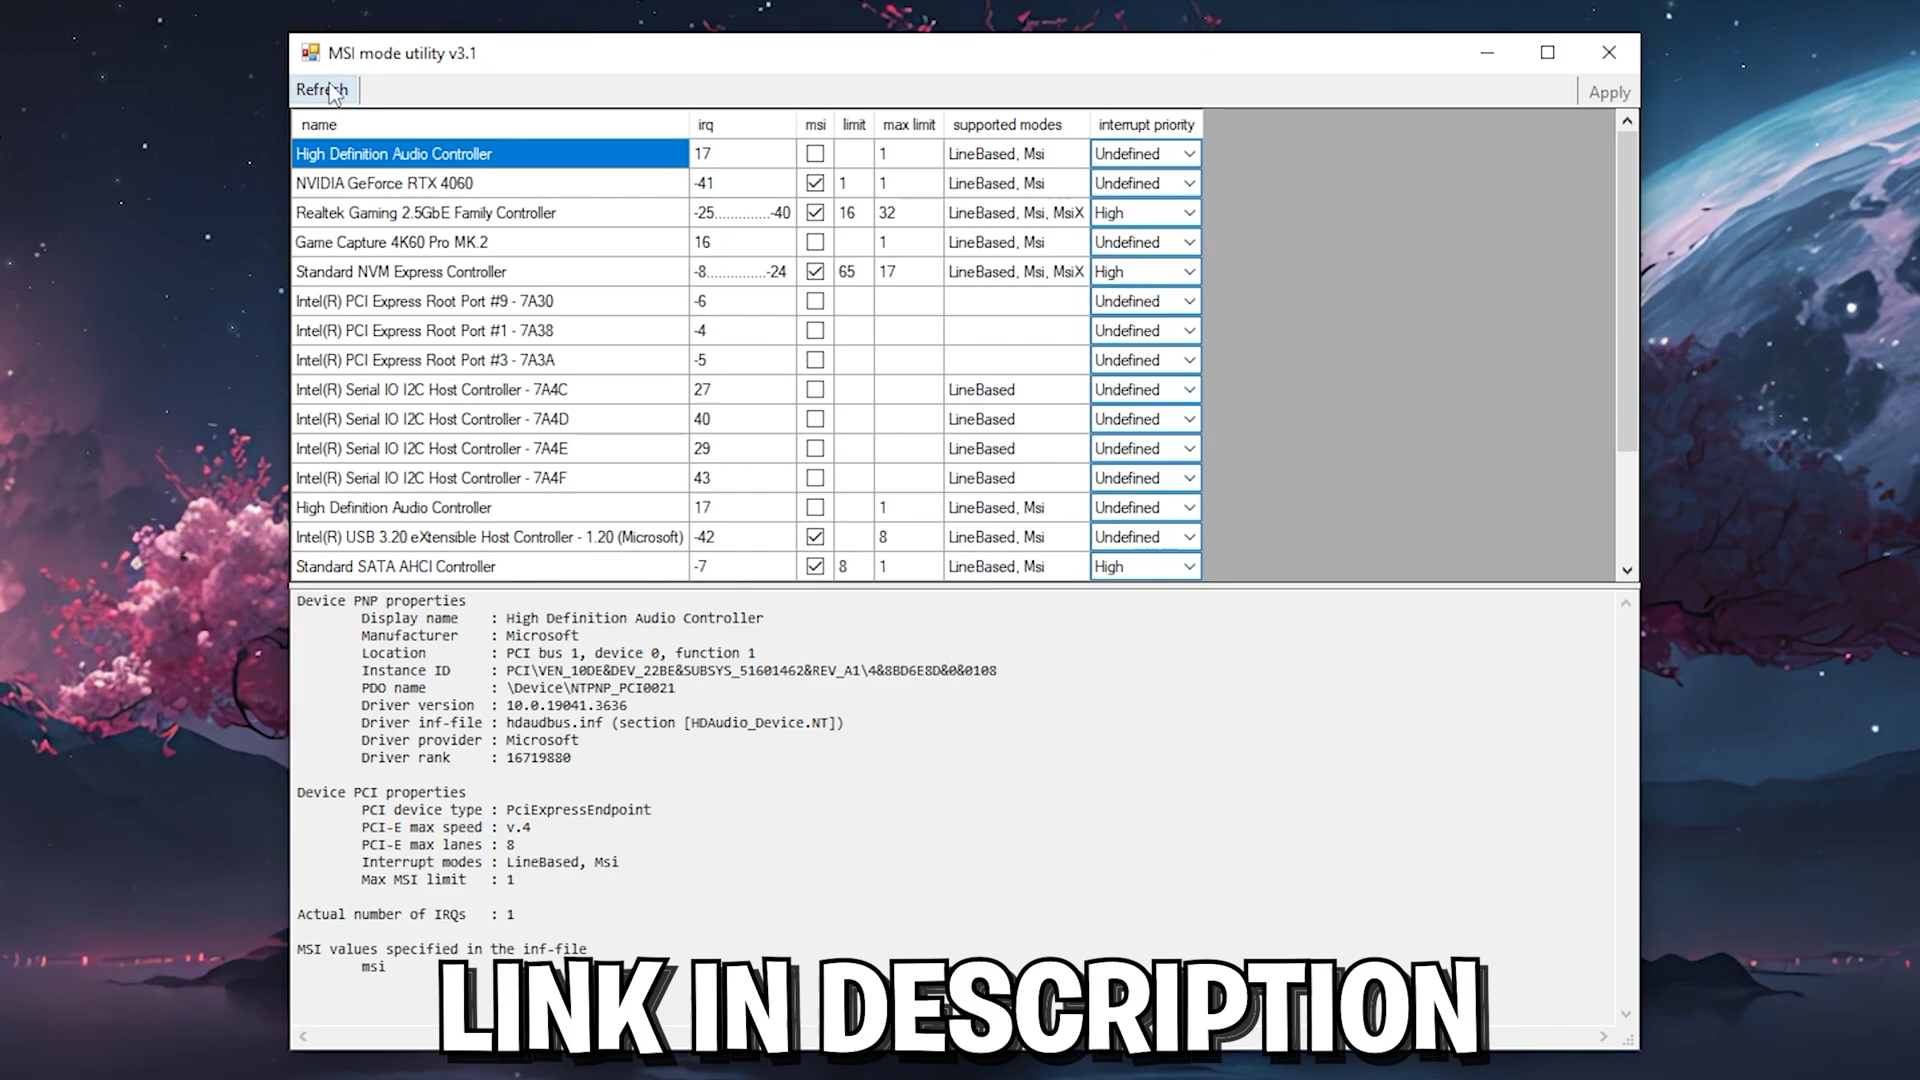 MSI mode utility v3.1
Refresh
Apply
name irq msi limit max limit supported modes interrupt priority
High Definition Audio Controller 17 1 LineBased, Msi Undefined
NVIDIA GeForce RTX 4060 -41 1 1 LineBased, Msi Undefined
Realtek Gaming 2.5GbE Family Controller -25..............-40 16 32 LineBased, Msi, MsiX High
Game Capture 4K60 Pro MK.2 16 1 LineBased, Msi Undefined
Standard NVM Express Controller -8..............-24 65 17 LineBased, Msi, MsiX High
Intel(R) PCI Express Root Port #9 - 7A30 -6 Undefined
Intel(R) PCI Express Root Port #1 - 7A38 -4 Undefined
Intel(R) PCI Express Root Port #3 - 7A3A -5 Undefined
Intel(R) Serial IO I2C Host Controller - 7A4C 27 LineBased Undefined
Intel(R) Serial IO I2C Host Controller - 7A4D 40 LineBased Undefined
Intel(R) Serial IO I2C Host Controller - 7A4E 29 LineBased Undefined
Intel(R) Serial IO I2C Host Controller - 7A4F 43 LineBased Undefined
High Definition Audio Controller 17 1 LineBased, Msi Undefined
Intel(R) USB 3.20 eXtensible Host Controller - 1.20 (Microsoft) -42 8 LineBased, Msi Undefined
Standard SATA AHCI Controller -7 8 1 LineBased, Msi High
Device PNP properties
Display name : High Definition Audio Controller
Manufacturer : Microsoft
Location : PCI bus 1, device 0, function 1
Instance ID : PCI\VEN_10DE&DEV_22BE&SUBSYS_51601462&REV_A1\4&8BD6E8D&0&0108
PDO name : \Device\NTPNP_PCI0021
Driver version : 10.0.19041.3636
Driver inf-file : hdaudbus.inf (section [HDAudio_Device.NT])
Driver provider : Microsoft
Driver rank : 16719880
Device PCI properties
PCI device type : PciExpressEndpoint
PCI-E max speed : v.4
PCI-E max lanes : 8
Interrupt modes : LineBased, Msi
Max MSI limit : 1
Actual number of IRQs : 1
MSI values specified in the inf-file
msi
LINK IN DESCRIPTION